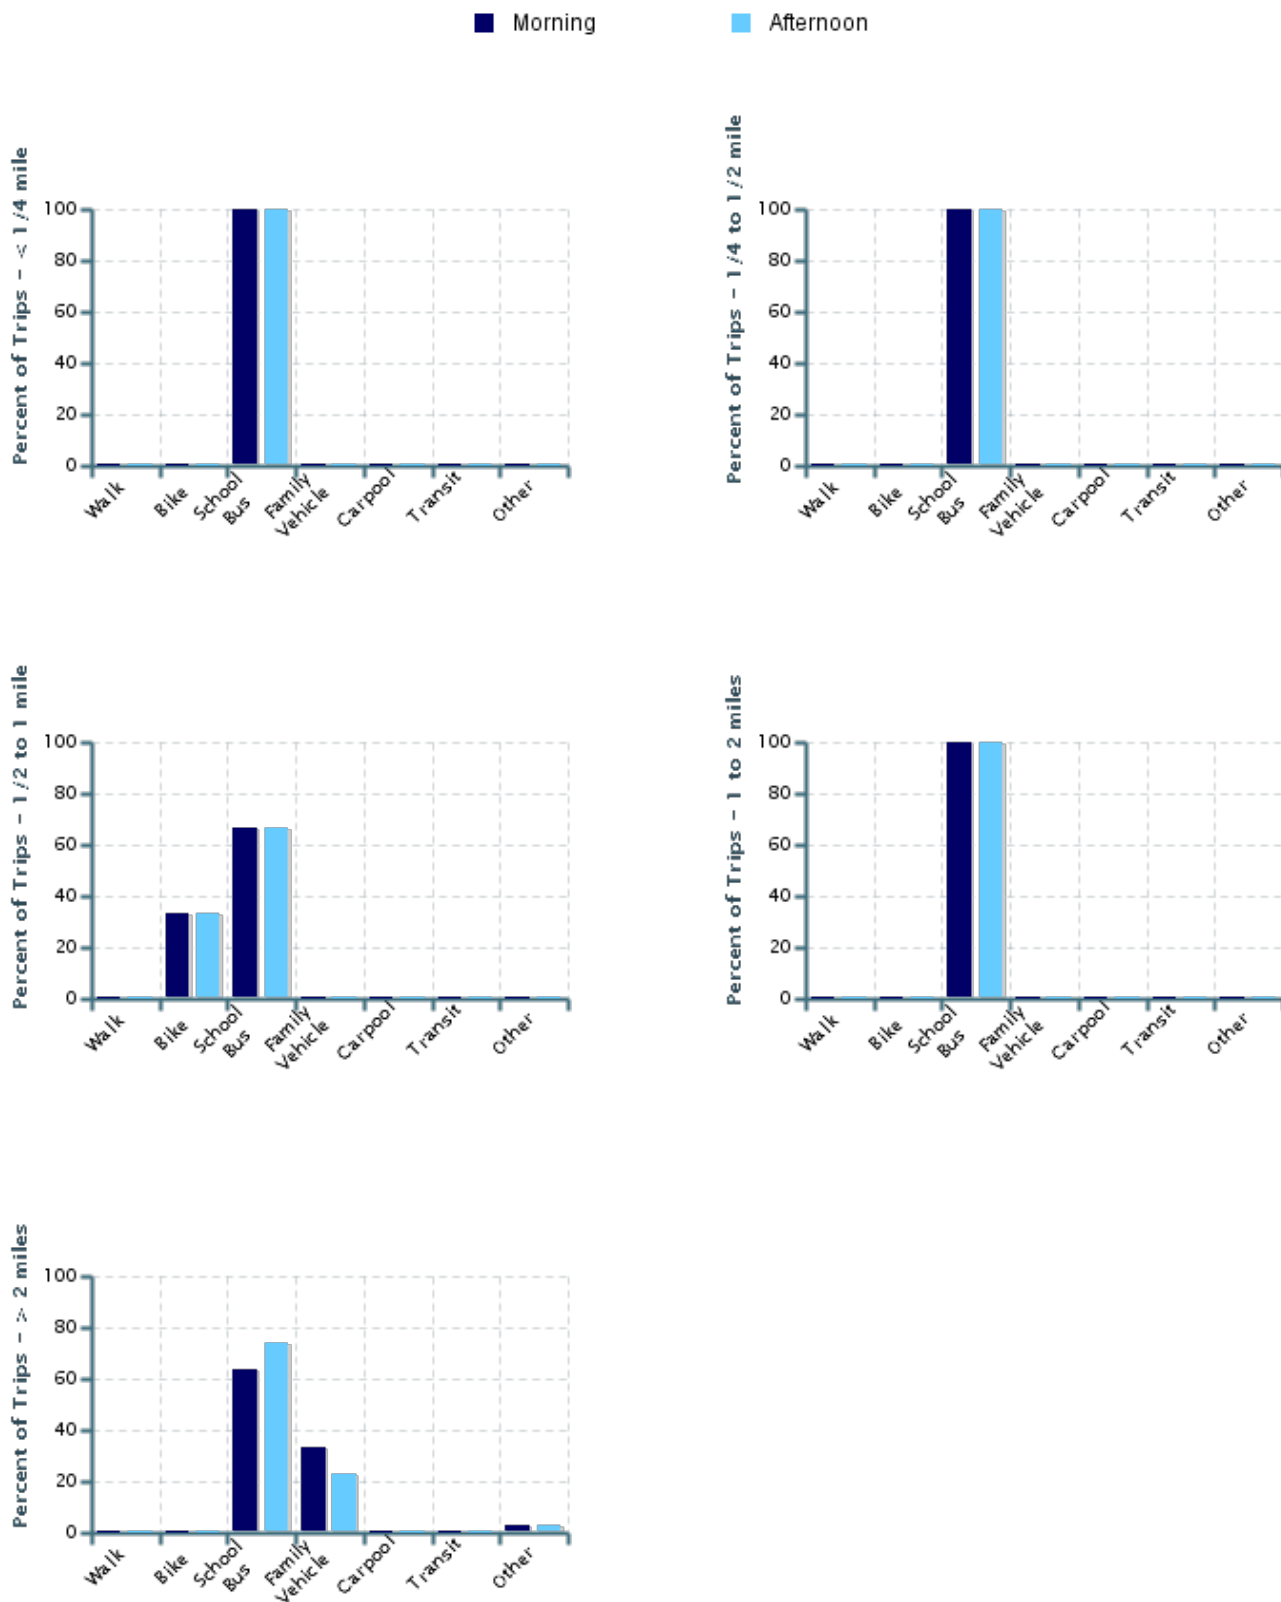 Morning Afternoon
Percent of Trips - < 1/4 mile
100
80
60
40
20
0
Walk
Bike
School
Bus
Family
Vehicle
Carpool
Transit
Other
Percent of Trips - 1/4 to 1/2 mile
100
80
60
40
20
0
Walk
Bike
School
Bus
Family
Vehicle
Carpool
Transit
Other
Percent of Trips - 1/2 to 1 mile
100
80
60
40
20
0
Walk
Bike
School
Bus
Family
Vehicle
Carpool
Transit
Other
Percent of Trips - 1 to 2 miles
100
80
60
40
20
0
Walk
Bike
School
Bus
Family
Vehicle
Carpool
Transit
Other
Percent of Trips - > 2 miles
100
80
60
40
20
0
Walk
Bike
School
Bus
Family
Vehicle
Carpool
Transit
Other